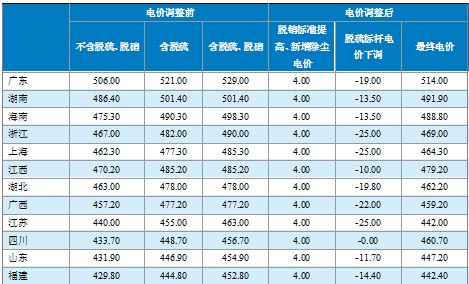 电价调整前 电价调整后
不含脱硫、脱硝 含脱硫 含脱硫、脱硝 脱销标准提高、新增除尘电价 脱硫标杆电价下调 最终电价
广东 506.00 521.00 529.00 4.00 -19.00 514.00
湖南 486.40 501.40 501.40 4.00 -13.50 491.90
海南 475.30 490.30 498.30 4.00 -13.50 488.80
浙江 467.00 482.00 490.00 4.00 -25.00 469.00
上海 462.30 477.30 485.30 4.00 -25.00 464.30
江西 470.20 485.20 485.20 4.00 -10.00 479.20
湖北 463.00 478.00 478.00 4.00 -19.80 462.20
广西 457.20 477.20 477.20 4.00 -22.00 459.20
江苏 440.00 455.00 463.00 4.00 -25.00 442.00
四川 433.70 448.70 456.70 4.00 -0.00 460.70
山东 431.90 446.90 454.90 4.00 -11.70 447.20
福建 429.80 444.80 452.80 4.00 -14.40 442.40